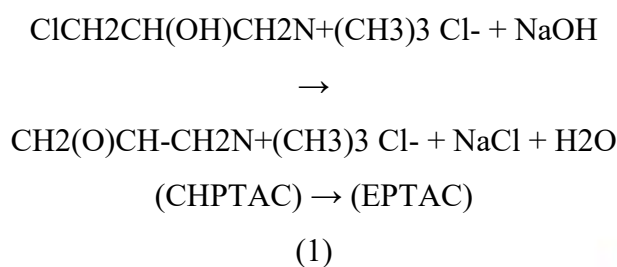 ClCH2CH(OH)CH2N+(CH3)3 Cl- + NaOH
→
CH2(O)CH-CH2N+(CH3)3 Cl- + NaCl + H2O
(CHPTAC) → (EPTAC)
(1)